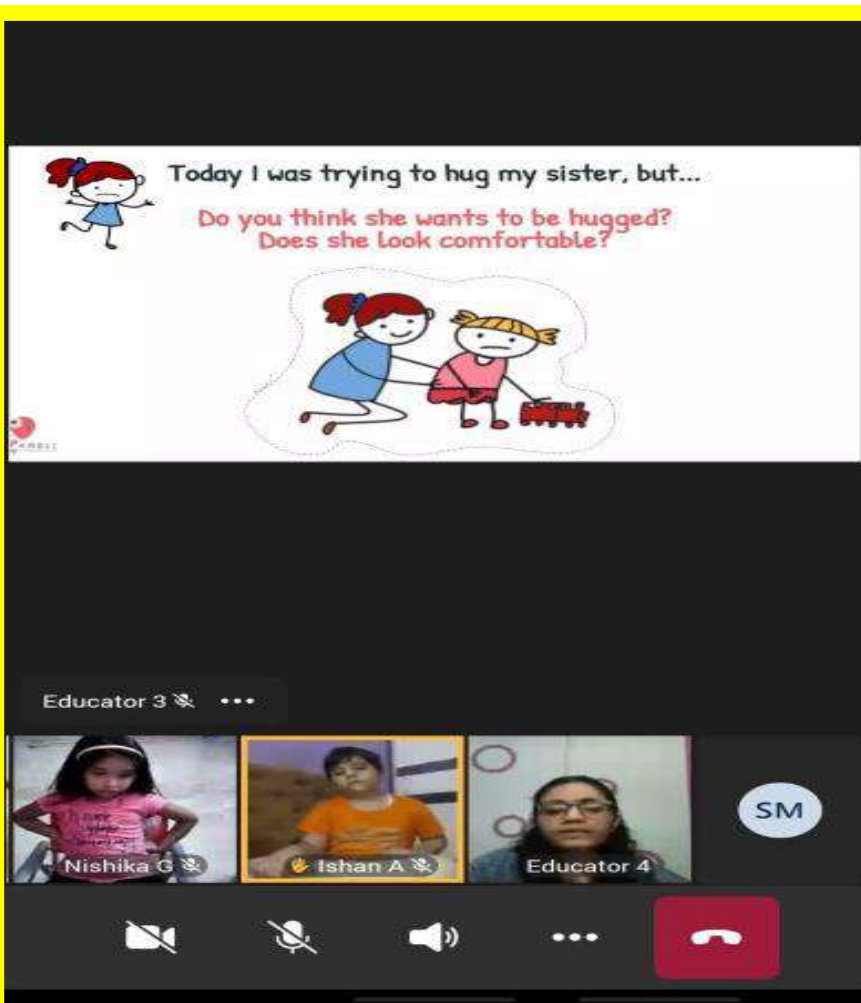 Today I was trying to hug my sister, but...
Do you think she wants to be hugged?
Does she look comfortable?
Educator 3
Nishika G
Ishan A
Educator 4
SM